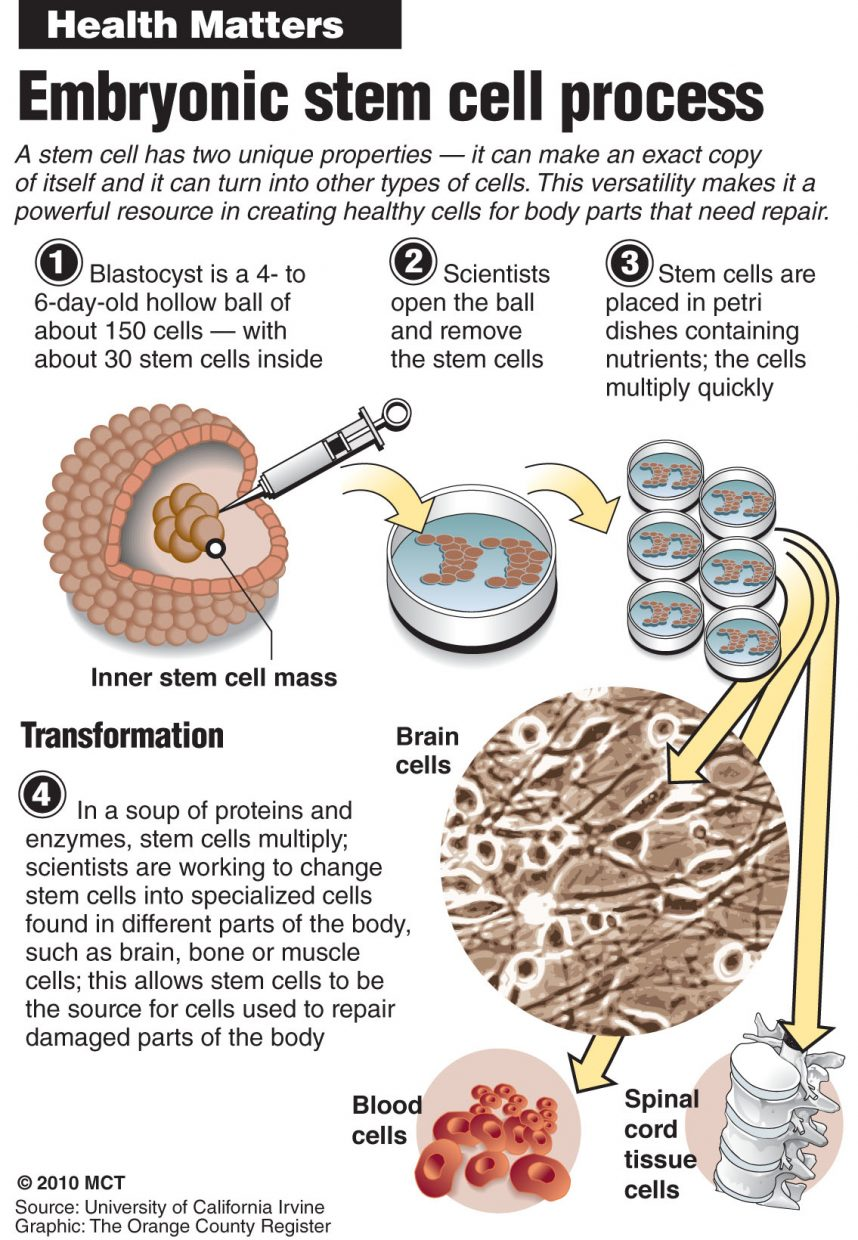 Health Matters
Embryonic stem cell process
A stem cell has two unique properties — it can make an exact copy
of itself and it can turn into other types of cells. This versatility makes it a
powerful resource in creating healthy cells for body parts that need repair.
1 Blastocyst is a 4- to
6-day-old hollow ball of
about 150 cells — with
about 30 stem cells inside
2 Scientists
open the ball
and remove
the stem cells
3 Stem cells are
placed in petri
dishes containing
nutrients; the cells
multiply quickly
Inner stem cell mass
Transformation
4 In a soup of proteins and
enzymes, stem cells multiply;
scientists are working to change
stem cells into specialized cells
found in different parts of the body,
such as brain, bone or muscle
cells; this allows stem cells to be
the source for cells used to repair
damaged parts of the body
Brain
cells
Blood
cells
Spinal
cord
tissue
cells
© 2010 MCT
Source: University of California Irvine
Graphic: The Orange County Register